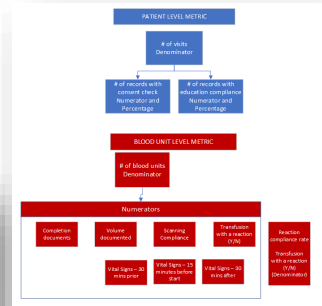 PATIENT LEVEL METRIC
# of visits
Denominator
# of records with
consent check
Numerator and
Percentage
# of records with
education compliance
Numerator and
Percentage
BLOOD UNIT LEVEL METRIC
# of blood units
Denominator
Numerators
Completion
documents
Volume
documented
Scanning
Compliance
Transfusion
with a reaction
(Y/N)
Vital Signs – 30
mins prior
Vital Signs – 15
minutes before
start
Vital Signs – 30
mins after
Reaction
compliance rate
Transfusion
with a reaction
(Y/N)
(Denominator)